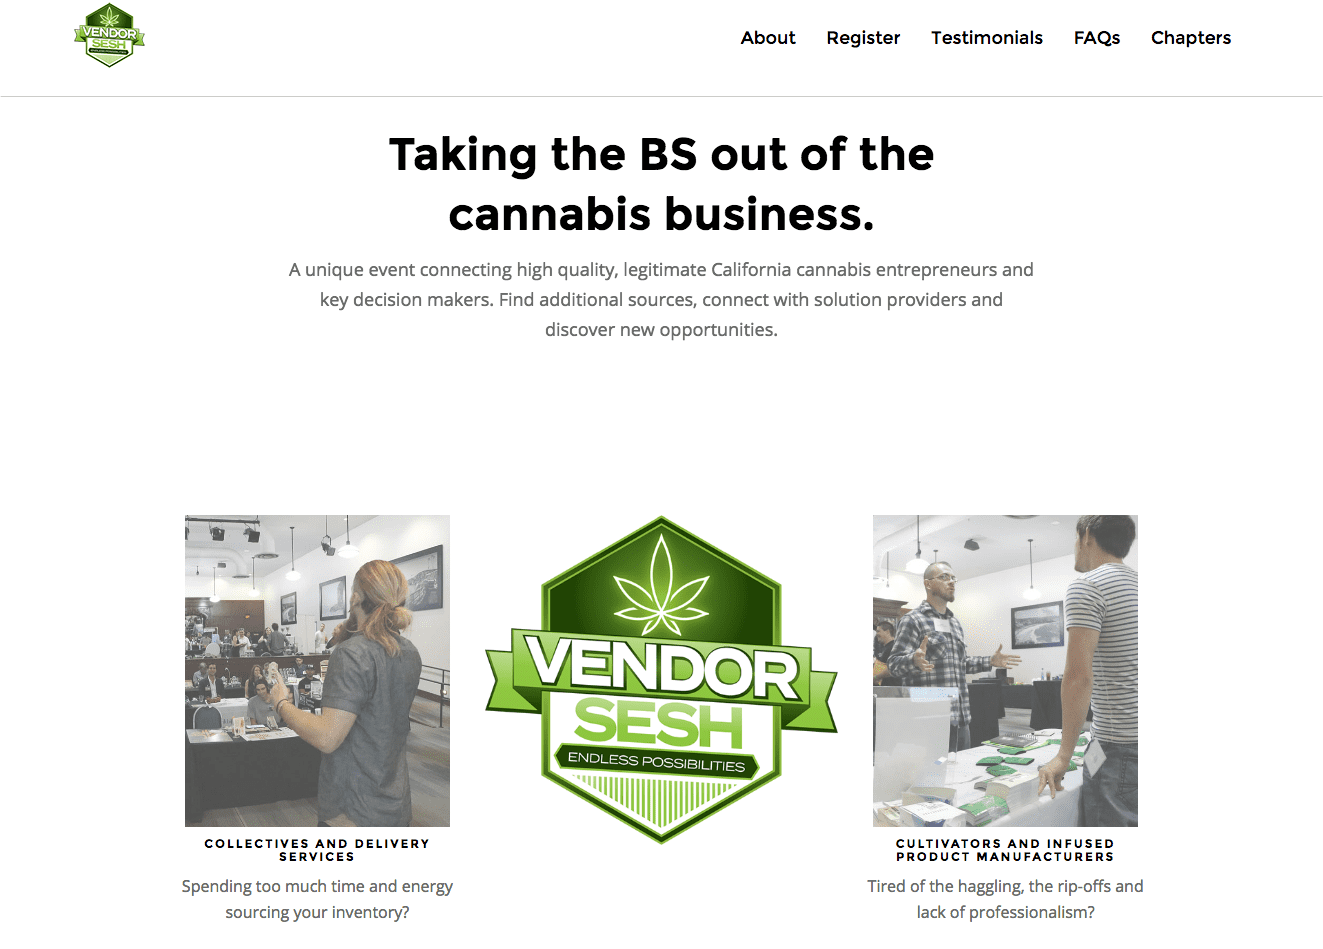 VENDOR
SESH
ENDLESS POSSIBILITIES
About Register Testimonials FAQs Chapters
Taking the BS out of the
cannabis business.
A unique event connecting high quality, legitimate California cannabis entrepreneurs and
key decision makers. Find additional sources, connect with solution providers and
discover new opportunities.
VENDOR
SESH
ENDLESS POSSIBILITIES
COLLECTIVES AND DELIVERY
SERVICES
Spending too much time and energy
sourcing your inventory?
CULTIVATORS AND INFUSED
PRODUCT MANUFACTURERS
Tired of the haggling, the rip-offs and
lack of professionalism?